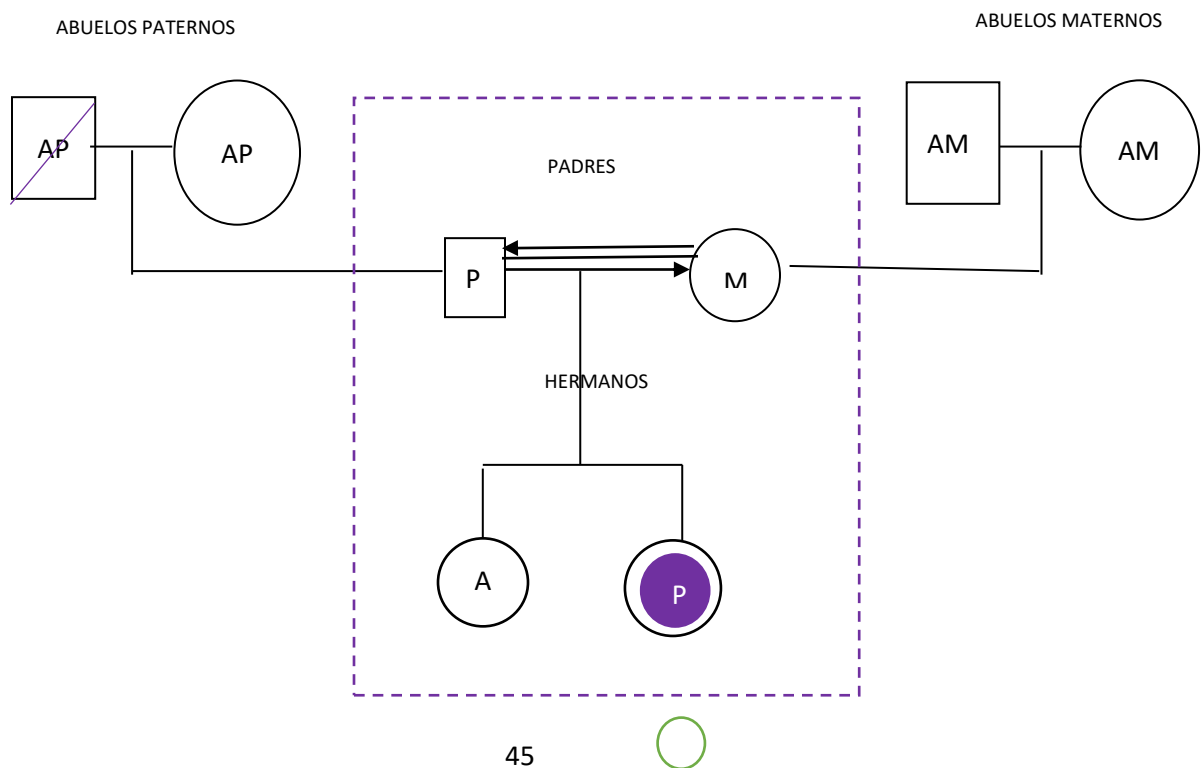 ABUELOS PATERNOS
ABUELOS MATERNOS
AP
AP
AM
AM
PADRES
P
M
HERMANOS
A
P
45